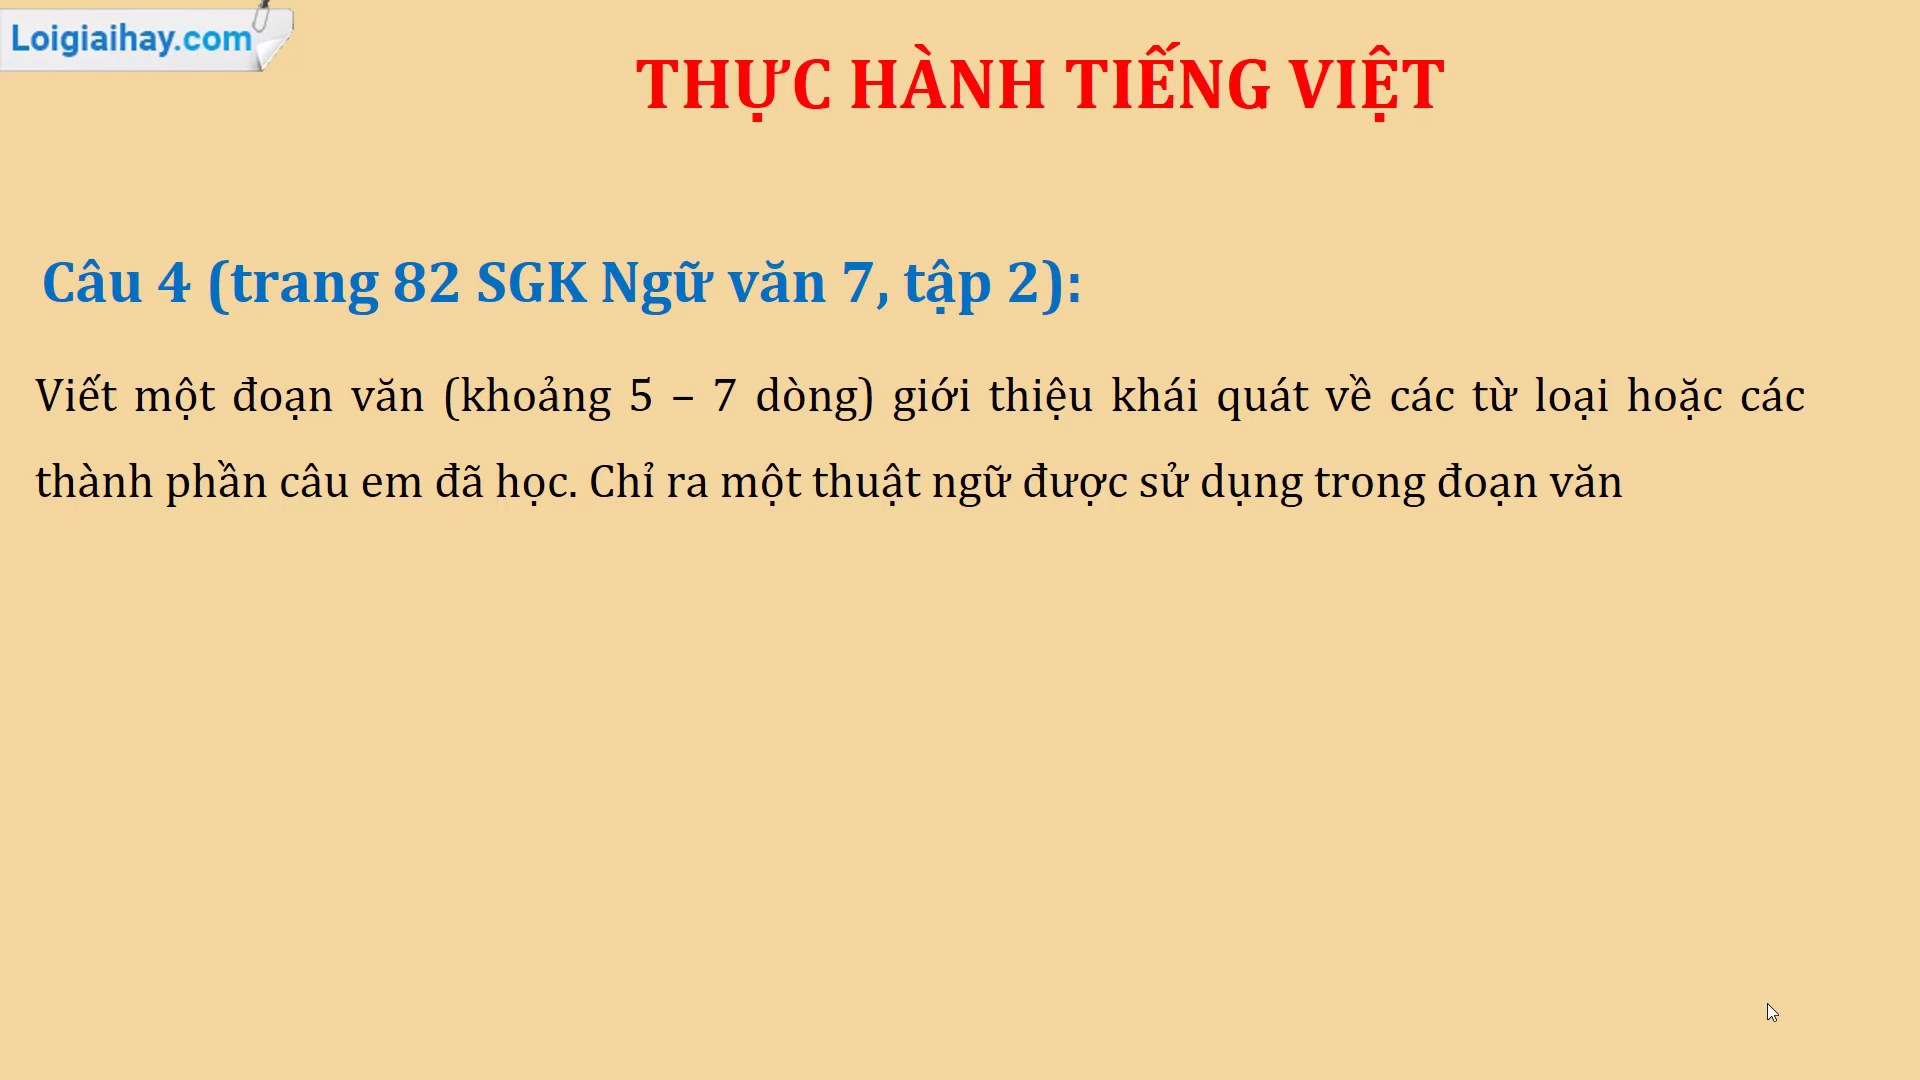 Loigiaihay.com
THỰC HÀNH TIẾNG VIỆT
Câu 4 (trang 82 SGK Ngữ văn 7, tập 2):
Viết một đoạn văn (khoảng 5 – 7 dòng) giới thiệu khái quát về các từ loại hoặc các
thành phần câu em đã học. Chỉ ra một thuật ngữ được sử dụng trong đoạn văn